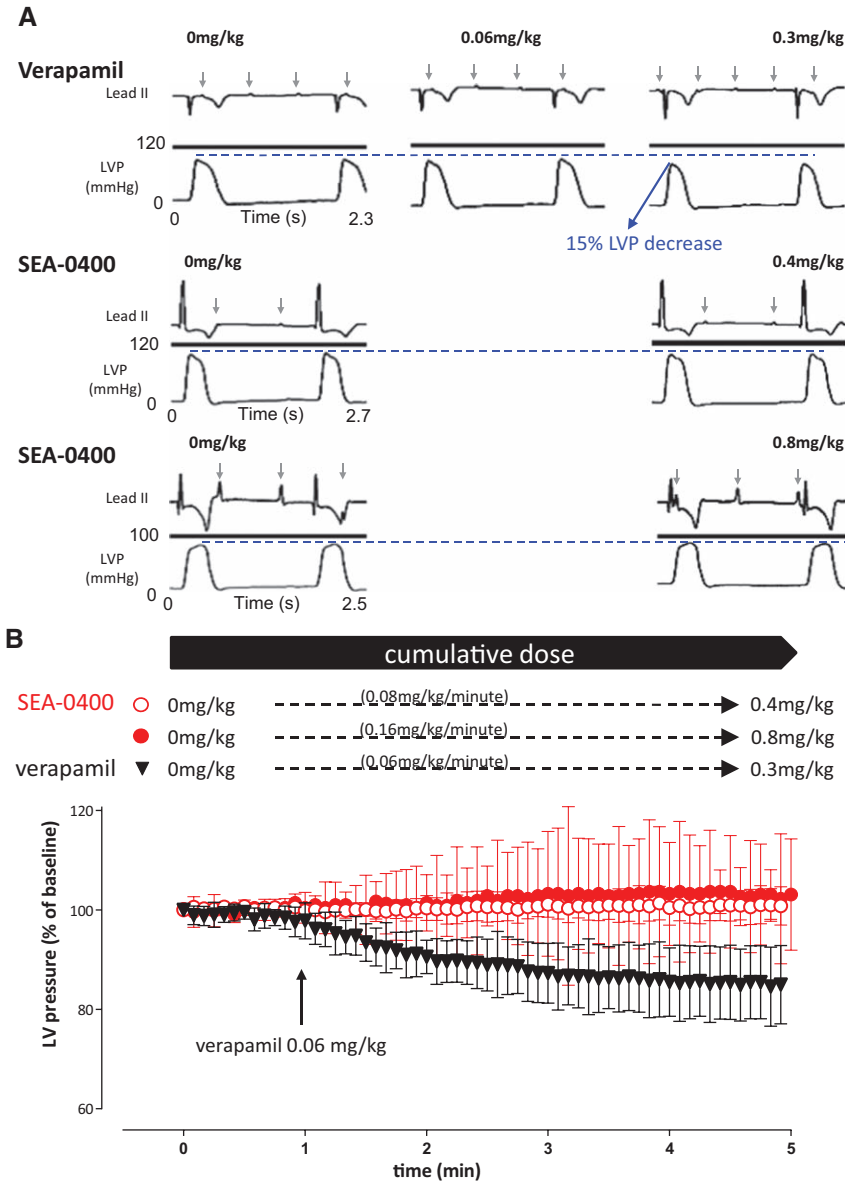 A
0mg/kg 0.06mg/kg 0.3mg/kg
Verapamil
Lead II
120
LVP
(mmHg)
0
0 Time (s) 2.3
15% LVP decrease
SEA-0400
0mg/kg 0.4mg/kg
Lead II
120
LVP
(mmHg)
0
0 Time (s) 2.7
SEA-0400
0mg/kg 0.8mg/kg
Lead II
100
LVP
(mmHg)
0
0 Time (s) 2.5
B
cumulative dose
SEA-0400 0mg/kg (0.08mg/kg/minute) 0.4mg/kg
0mg/kg (0.16mg/kg/minute) 0.8mg/kg
verapamil 0mg/kg (0.06mg/kg/minute) 0.3mg/kg
LV pressure (% of baseline)
120
100
80
60
verapamil 0.06 mg/kg
0 1 2 3 4 5
time (min)